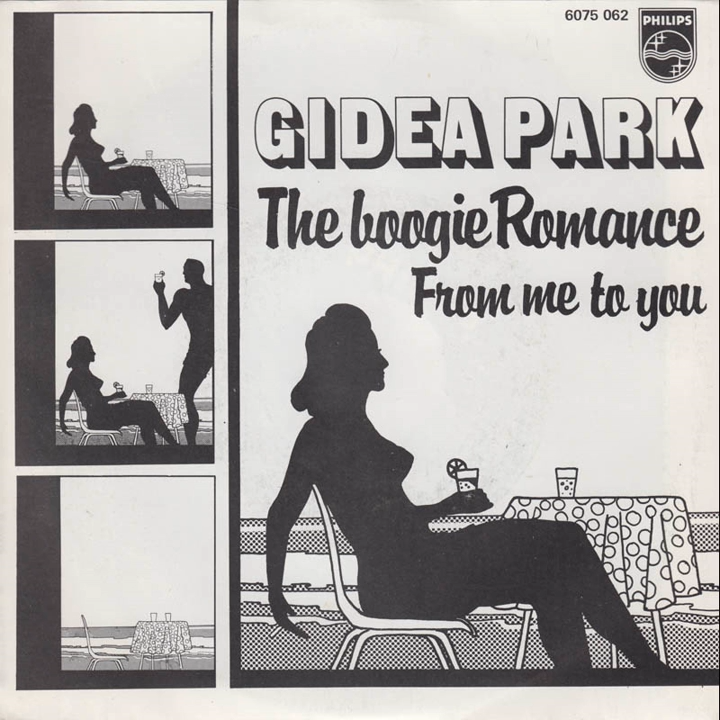 6075 062
PHILIPS
GIDEA PARK
The boogie Romance
From me to you